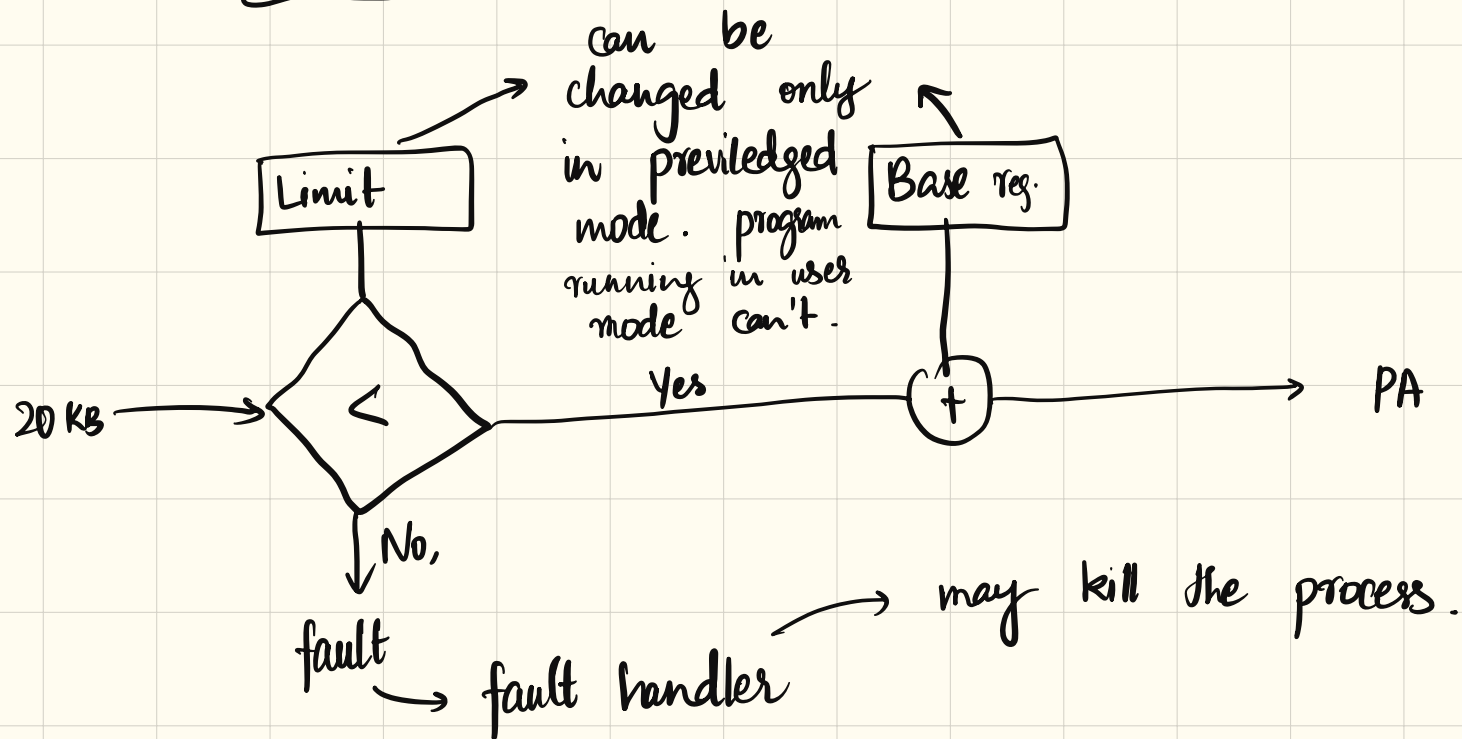 can be
changed only
in previledged
mode. program
running in user
mode can't.
Limit
Base reg.
20 KB
<
Yes
+
PA
No,
fault
fault handler
may kill the process.